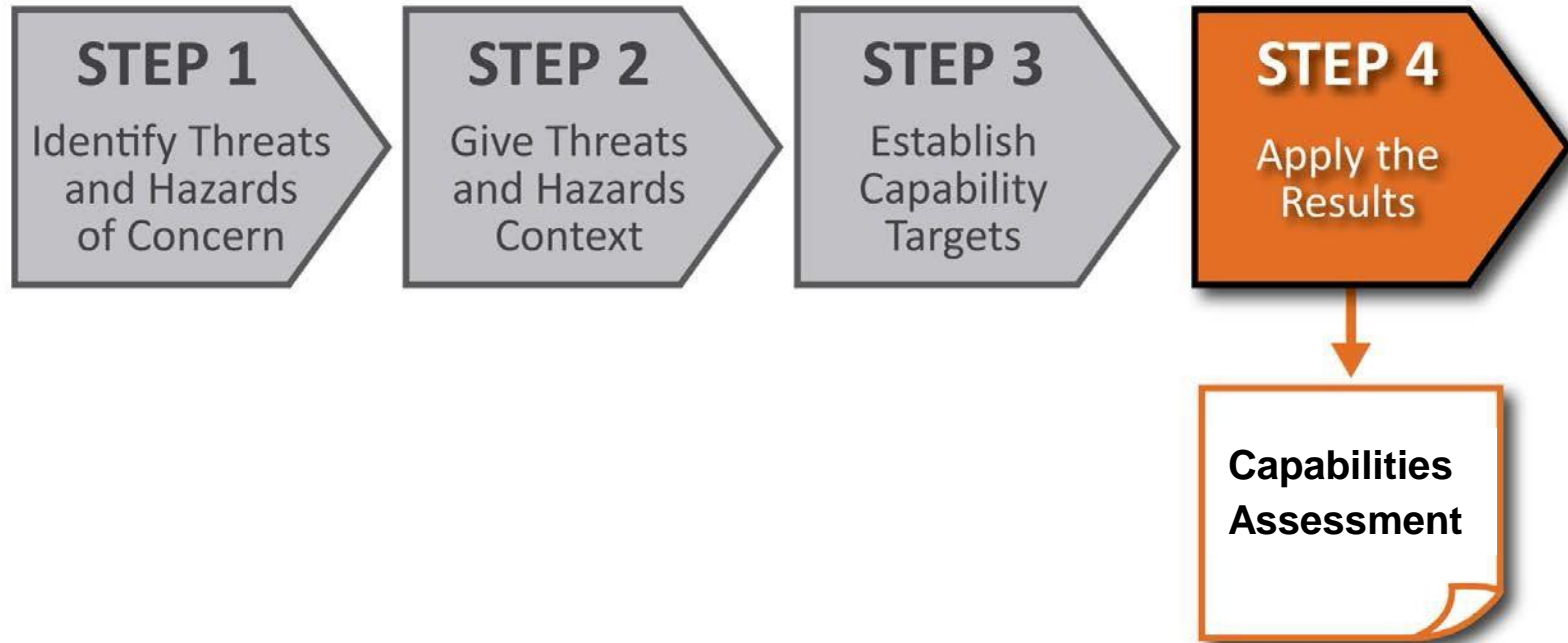 STEP 1
Identify Threats
and Hazards
of Concern
STEP 2
Give Threats
and Hazards
Context
STEP 3
Establish
Capability
Targets
STEP 4
Apply the
Results
Capabilities
Assessment